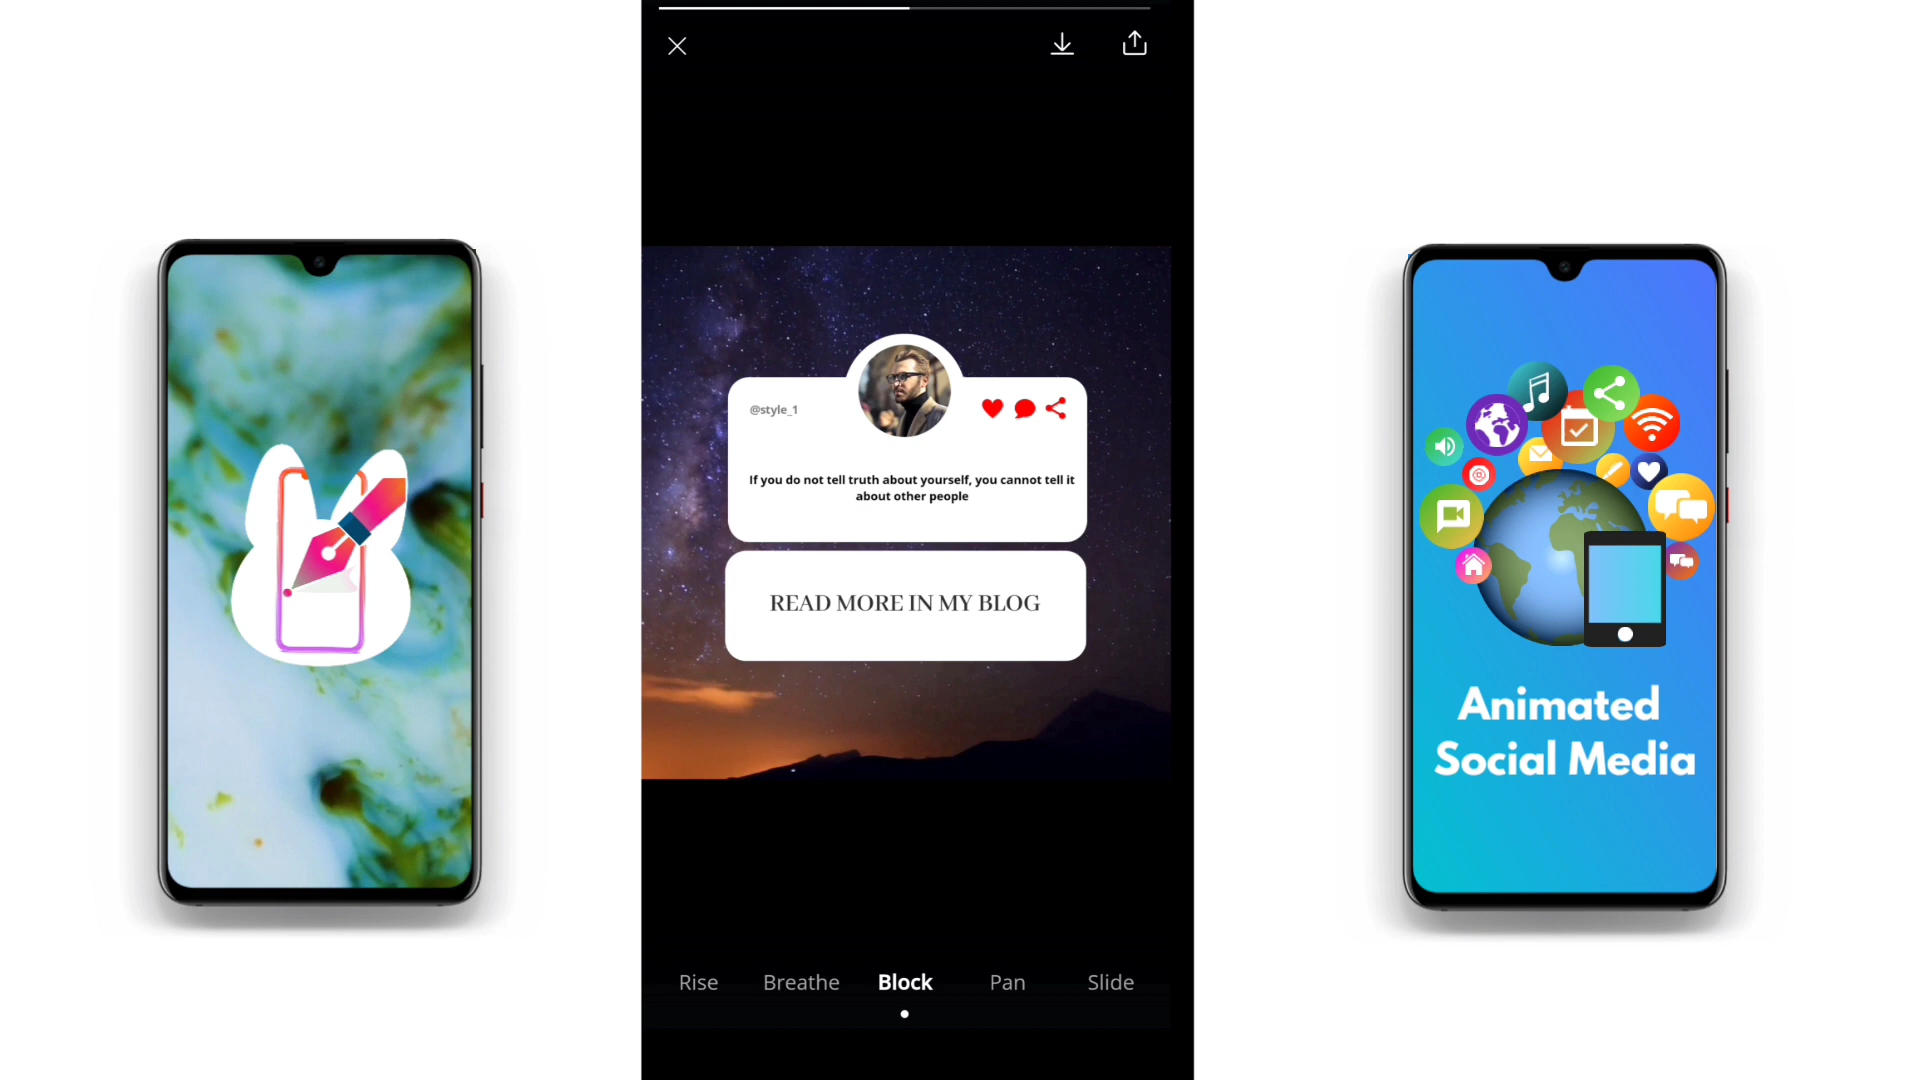 @style_1
If you do not tell truth about yourself, you cannot tell it
about other people
READ MORE IN MY BLOG
Rise Breathe Block Pan Slide
Animated
Social Media